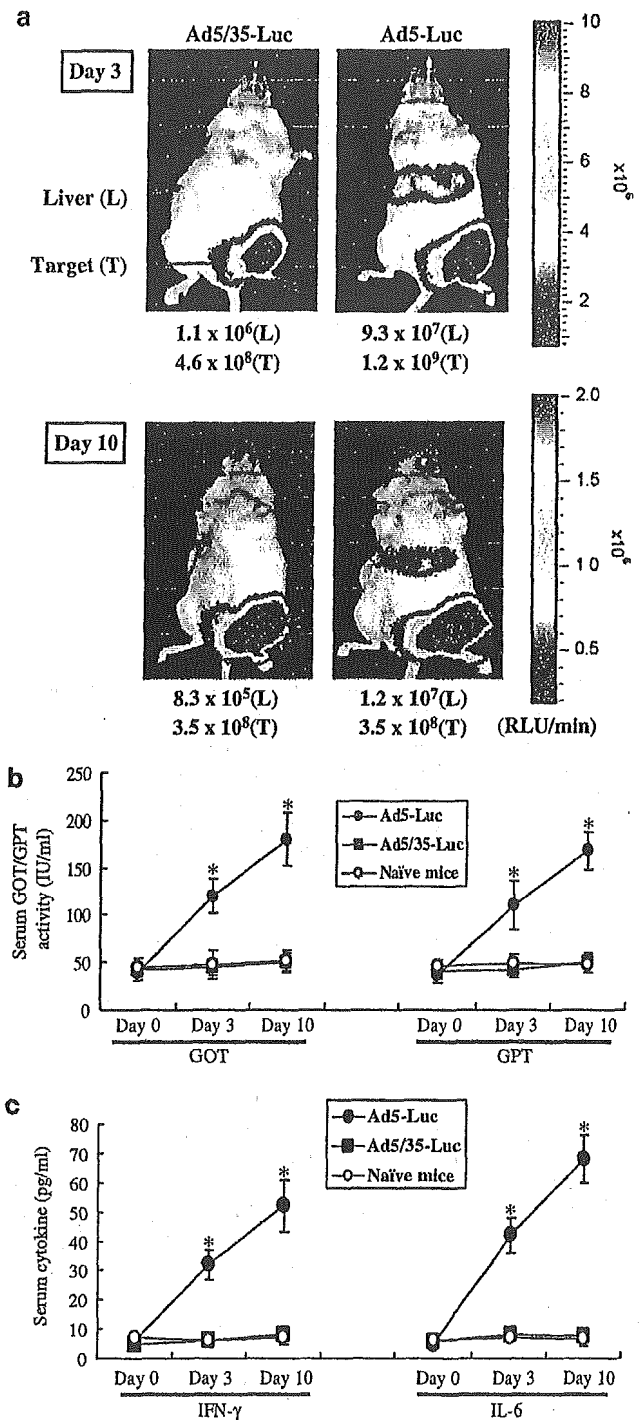 a
Ad5/35-Luc Ad5-Luc
Day 3
Liver (L)
Target (T)
10
8
6
4
2
x10⁶
1.1 x 10⁶(L) 9.3 x 10⁷(L)
4.6 x 10⁸(T) 1.2 x 10⁹(T)
Day 10
2.0
1.5
1.0
0.5
x10⁶
8.3 x 10⁵(L) 1.2 x 10⁷(L)
3.5 x 10⁸(T) 3.5 x 10⁸(T) (RLU/min)
b
Serum GOT/GPT
activity (IU/ml)
250
200
150
100
50
0
* * * *
Ad5-Luc
Ad5/35-Luc
Naïve mice
Day 0 Day 3 Day 10 Day 0 Day 3 Day 10
GOT GPT
c
Serum cytokine (pg/ml)
80
70
60
50
40
30
20
10
0
* * * *
Ad5-Luc
Ad5/35-Luc
Naïve mice
Day 0 Day 3 Day 10 Day 0 Day 3 Day 10
IFN-γ IL-6